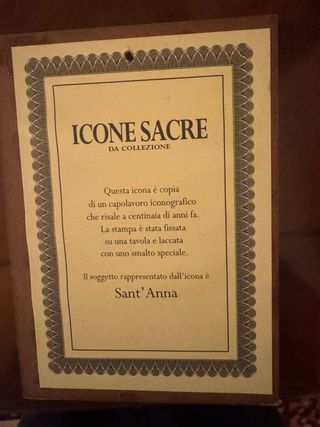 ICONE SACRE
DA COLLEZIONE
Questa icona è copia
di un capolavoro iconografico
che risale a centinaia di anni fa.
La stampa è stata fissata
su una tavola e laccata
con uno smalto speciale.
Il soggetto rappresentato dall'icona è
Sant'Anna